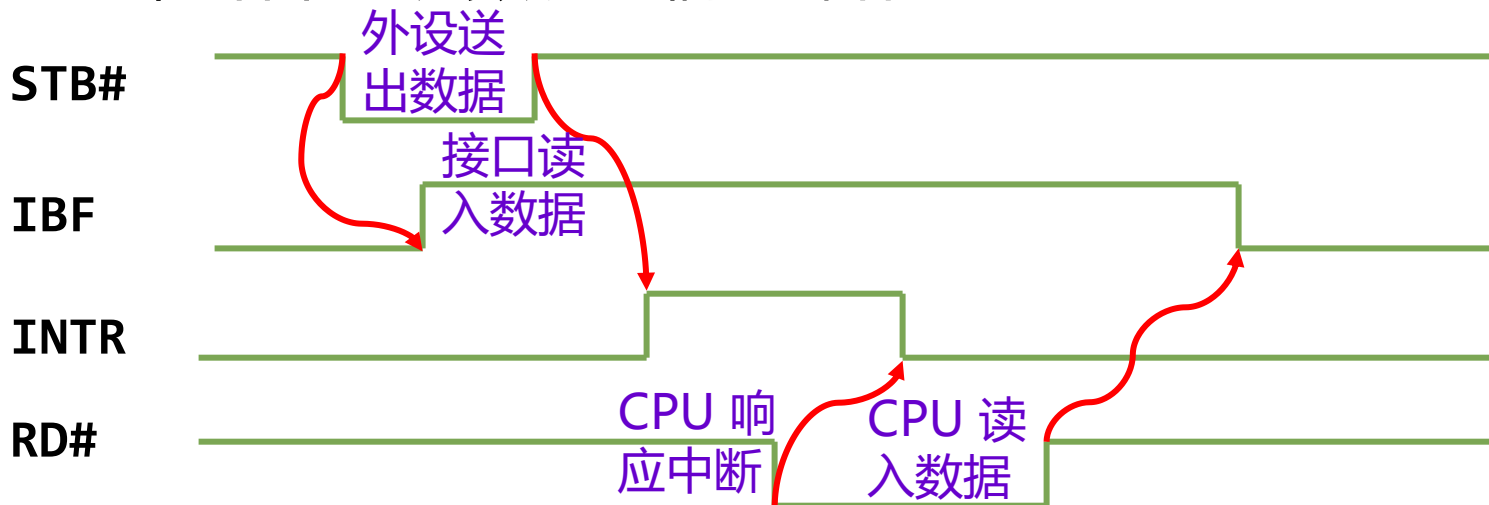 外设送
STB#
出数据
接口读
IBF
入数据
INTR
CPU 响
CPU 读
RD#
应中断
入数据